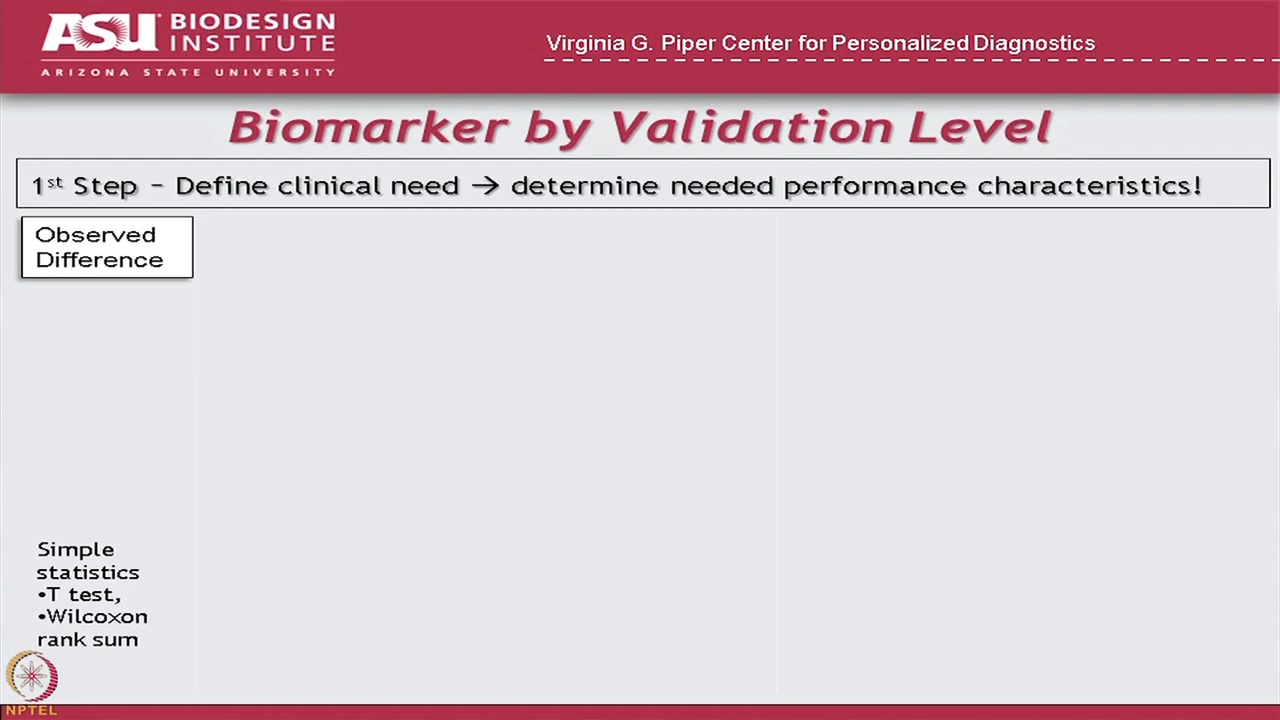 ASU BIODESIGN INSTITUTE
ARIZONA STATE UNIVERSITY
Virginia G. Piper Center for Personalized Diagnostics
Biomarker by Validation Level
1st Step – Define clinical need → determine needed performance characteristics!
Observed
Difference
Simple
statistics
•T test,
•Wilcoxon
rank sum
NPTEL